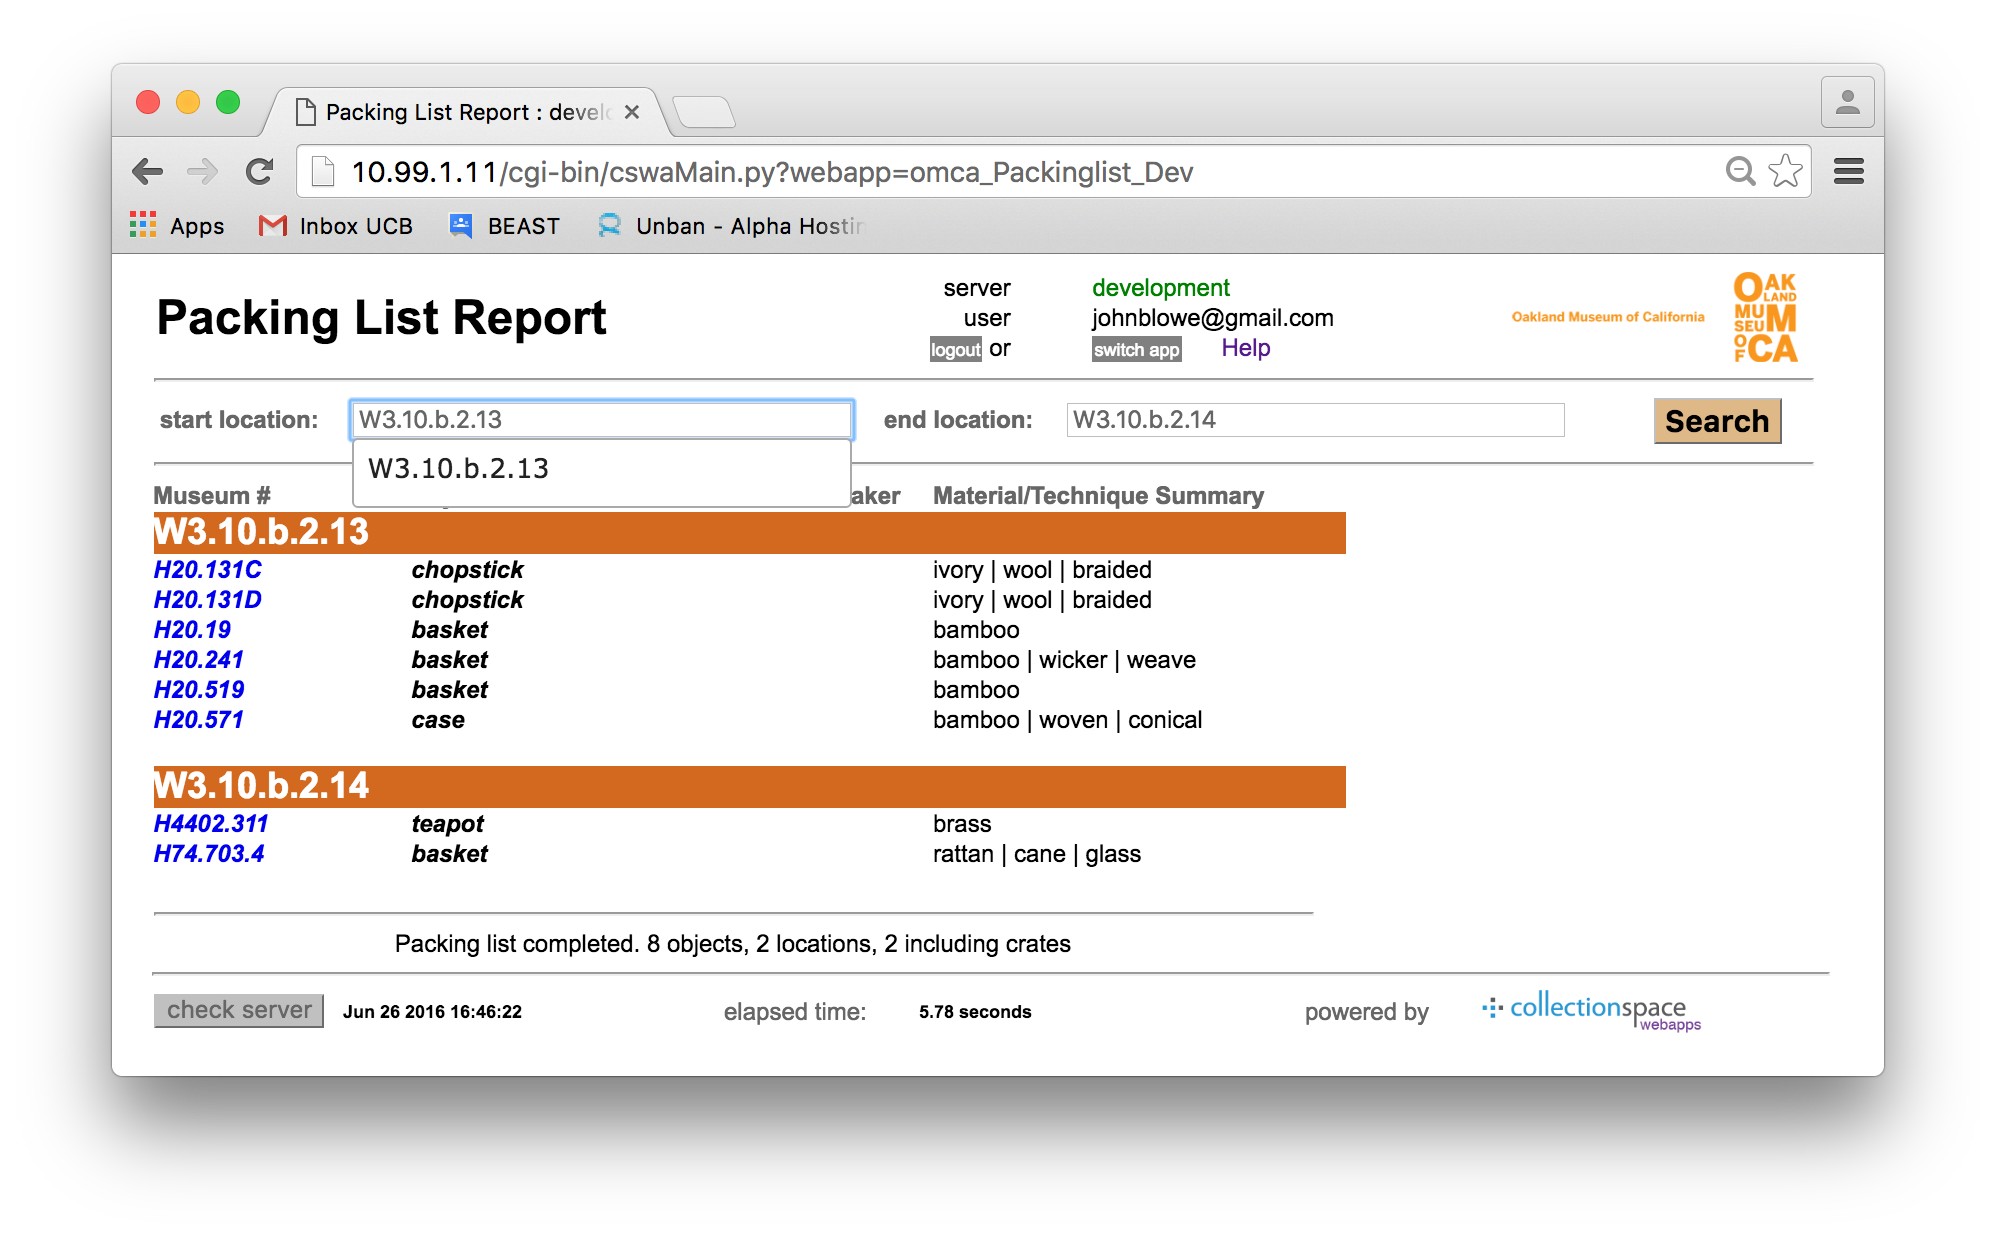 Packing List Report : develo
10.99.1.11/cgi-bin/cswaMain.py?webapp=omca_Packinglist_Dev
Apps Inbox UCB BEAST Unban - Alpha Hostin
Packing List Report
server development
user johnblowe@gmail.com
logout or switch app Help
Oakland Museum of California
OAK
LAND
MU
SEUM
OF CA
start location: W3.10.b.2.13 end location: W3.10.b.2.14 Search
W3.10.b.2.13
Museum # aker Material/Technique Summary
W3.10.b.2.13
H20.131C chopstick ivory | wool | braided
H20.131D chopstick ivory | wool | braided
H20.19 basket bamboo
H20.241 basket bamboo | wicker | weave
H20.519 basket bamboo
H20.571 case bamboo | woven | conical
W3.10.b.2.14
H4402.311 teapot brass
H74.703.4 basket rattan | cane | glass
Packing list completed. 8 objects, 2 locations, 2 including crates
check server Jun 26 2016 16:46:22 elapsed time: 5.78 seconds powered by collectionspace
webapps